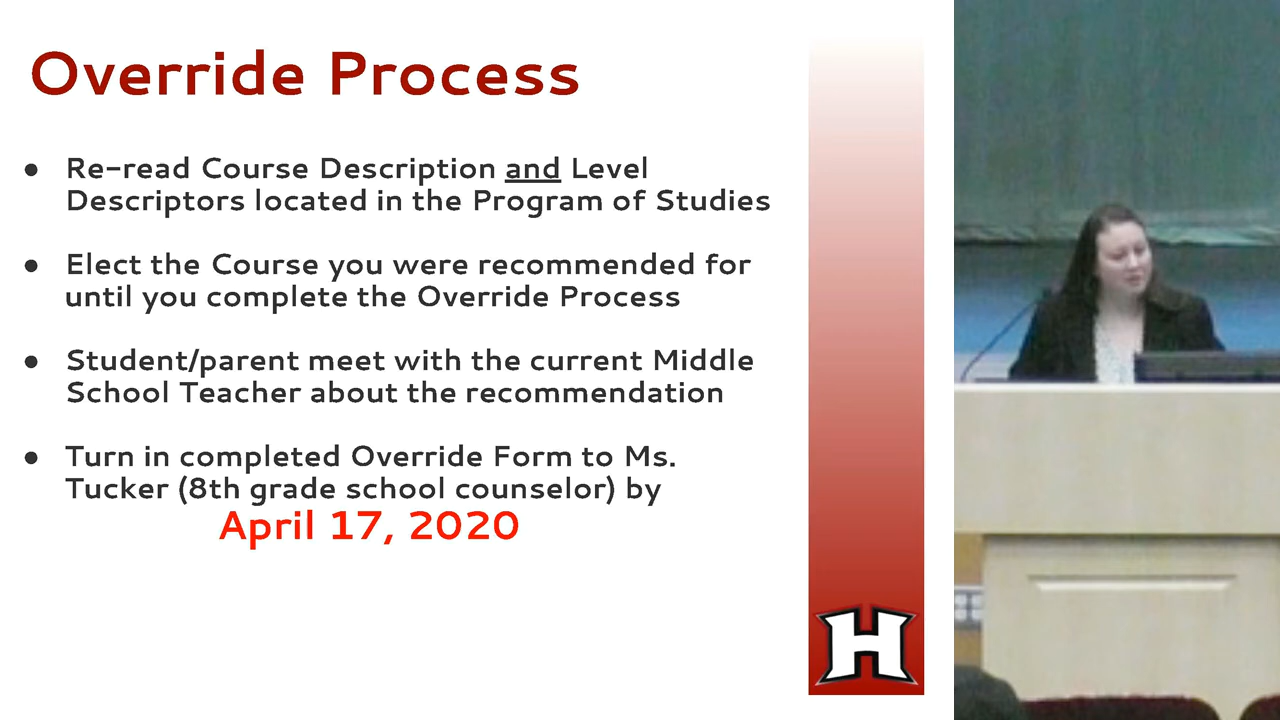 Override Process
● Re-read Course Description and Level
Descriptors located in the Program of Studies
● Elect the Course you were recommended for
until you complete the Override Process
● Student/parent meet with the current Middle
School Teacher about the recommendation
● Turn in completed Override Form to Ms.
Tucker (8th grade school counselor) by
April 17, 2020
H